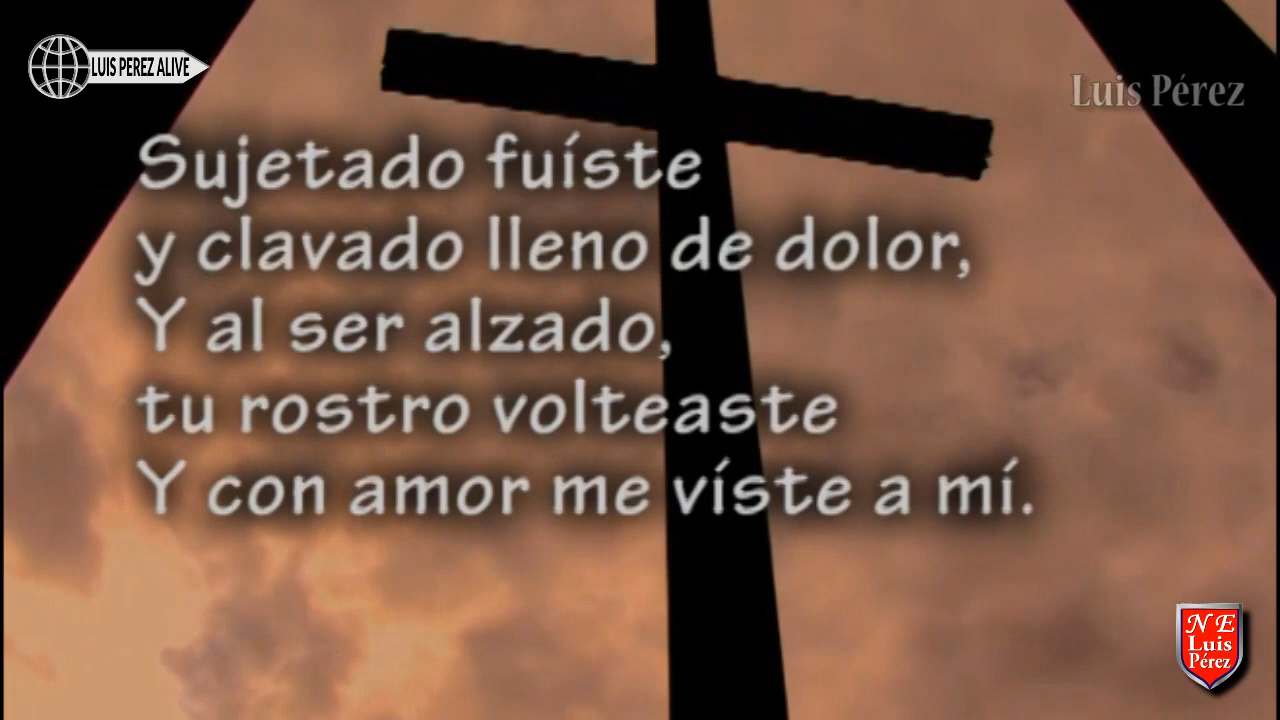 LUIS PEREZ ALIVE
Luis Pérez
Sujetado fuíste
y clavado lleno de dolor,
Y al ser alzado,
tu rostro volteaste
Y con amor me víste a mí.
N E
Luis
Pérez